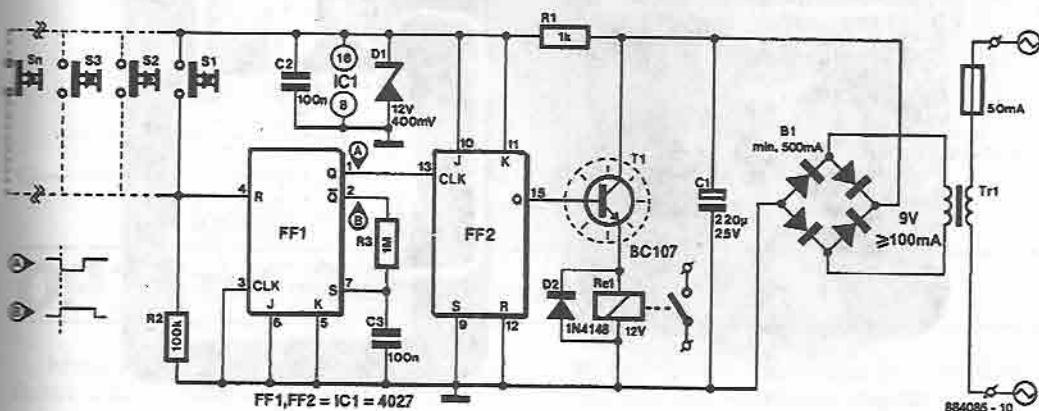 R1
1k
Sn
S3
S2
S1
C2
100n
16
IC1
8
D1
12V
400mV
50mA
10
J
11
K
B1
min. 500mA
T1
A
1
Q
13
CLK
4
R
2
Q̅
B
Q
15
C1
220µ
25V
Tr1
9V
≥100mA
FF1
R3
1M
FF2
BC107
A
3
CLK
S
7
D2
Re1
B
J
K
S
R
1N4148
12V
R2
100k
6
5
C3
100n
9
12
FF1,FF2 = IC1 = 4027
884085 - 10